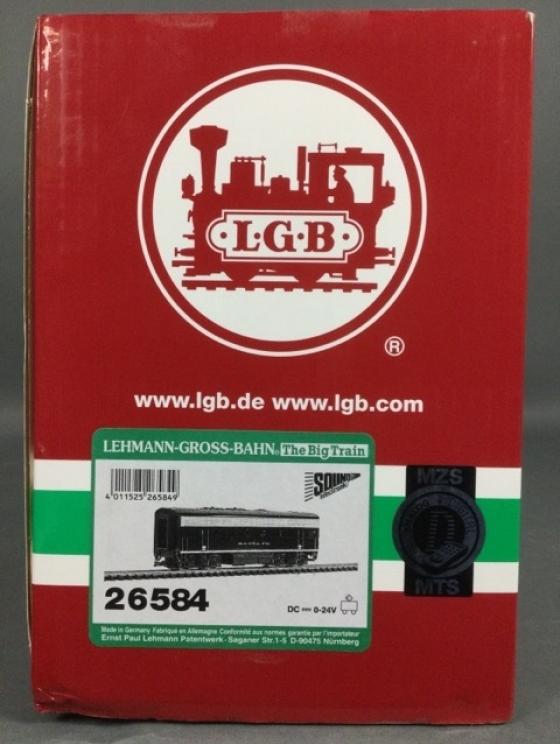 L·G·B
®
www.lgb.de www.lgb.com
LEHMANN-GROSS-BAHN® The Big Train
4 011525 265849
SOUND
SANTA FE
26584
DC 0-24V
Made in Germany Fabriqué en Allemagne Conformité aux normes garantie par l'importateur
Ernst Paul Lehmann Patentwerk · Saganer Str.1-5 D-90475 Nürnberg
MZS
MTS